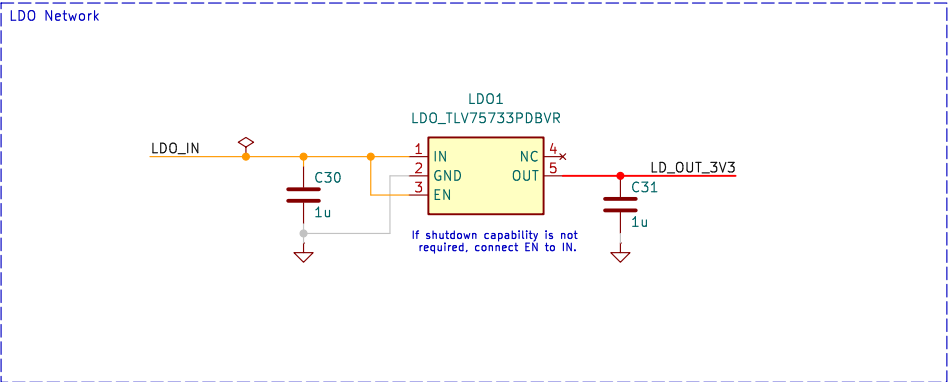 LDO Network
LDO1
LDO_TLV75733PDBVR
LDO_IN
1 IN NC 4
2 GND OUT 5
3 EN
LD_OUT_3V3
C30
1u
C31
1u
If shutdown capability is not
required, connect EN to IN.